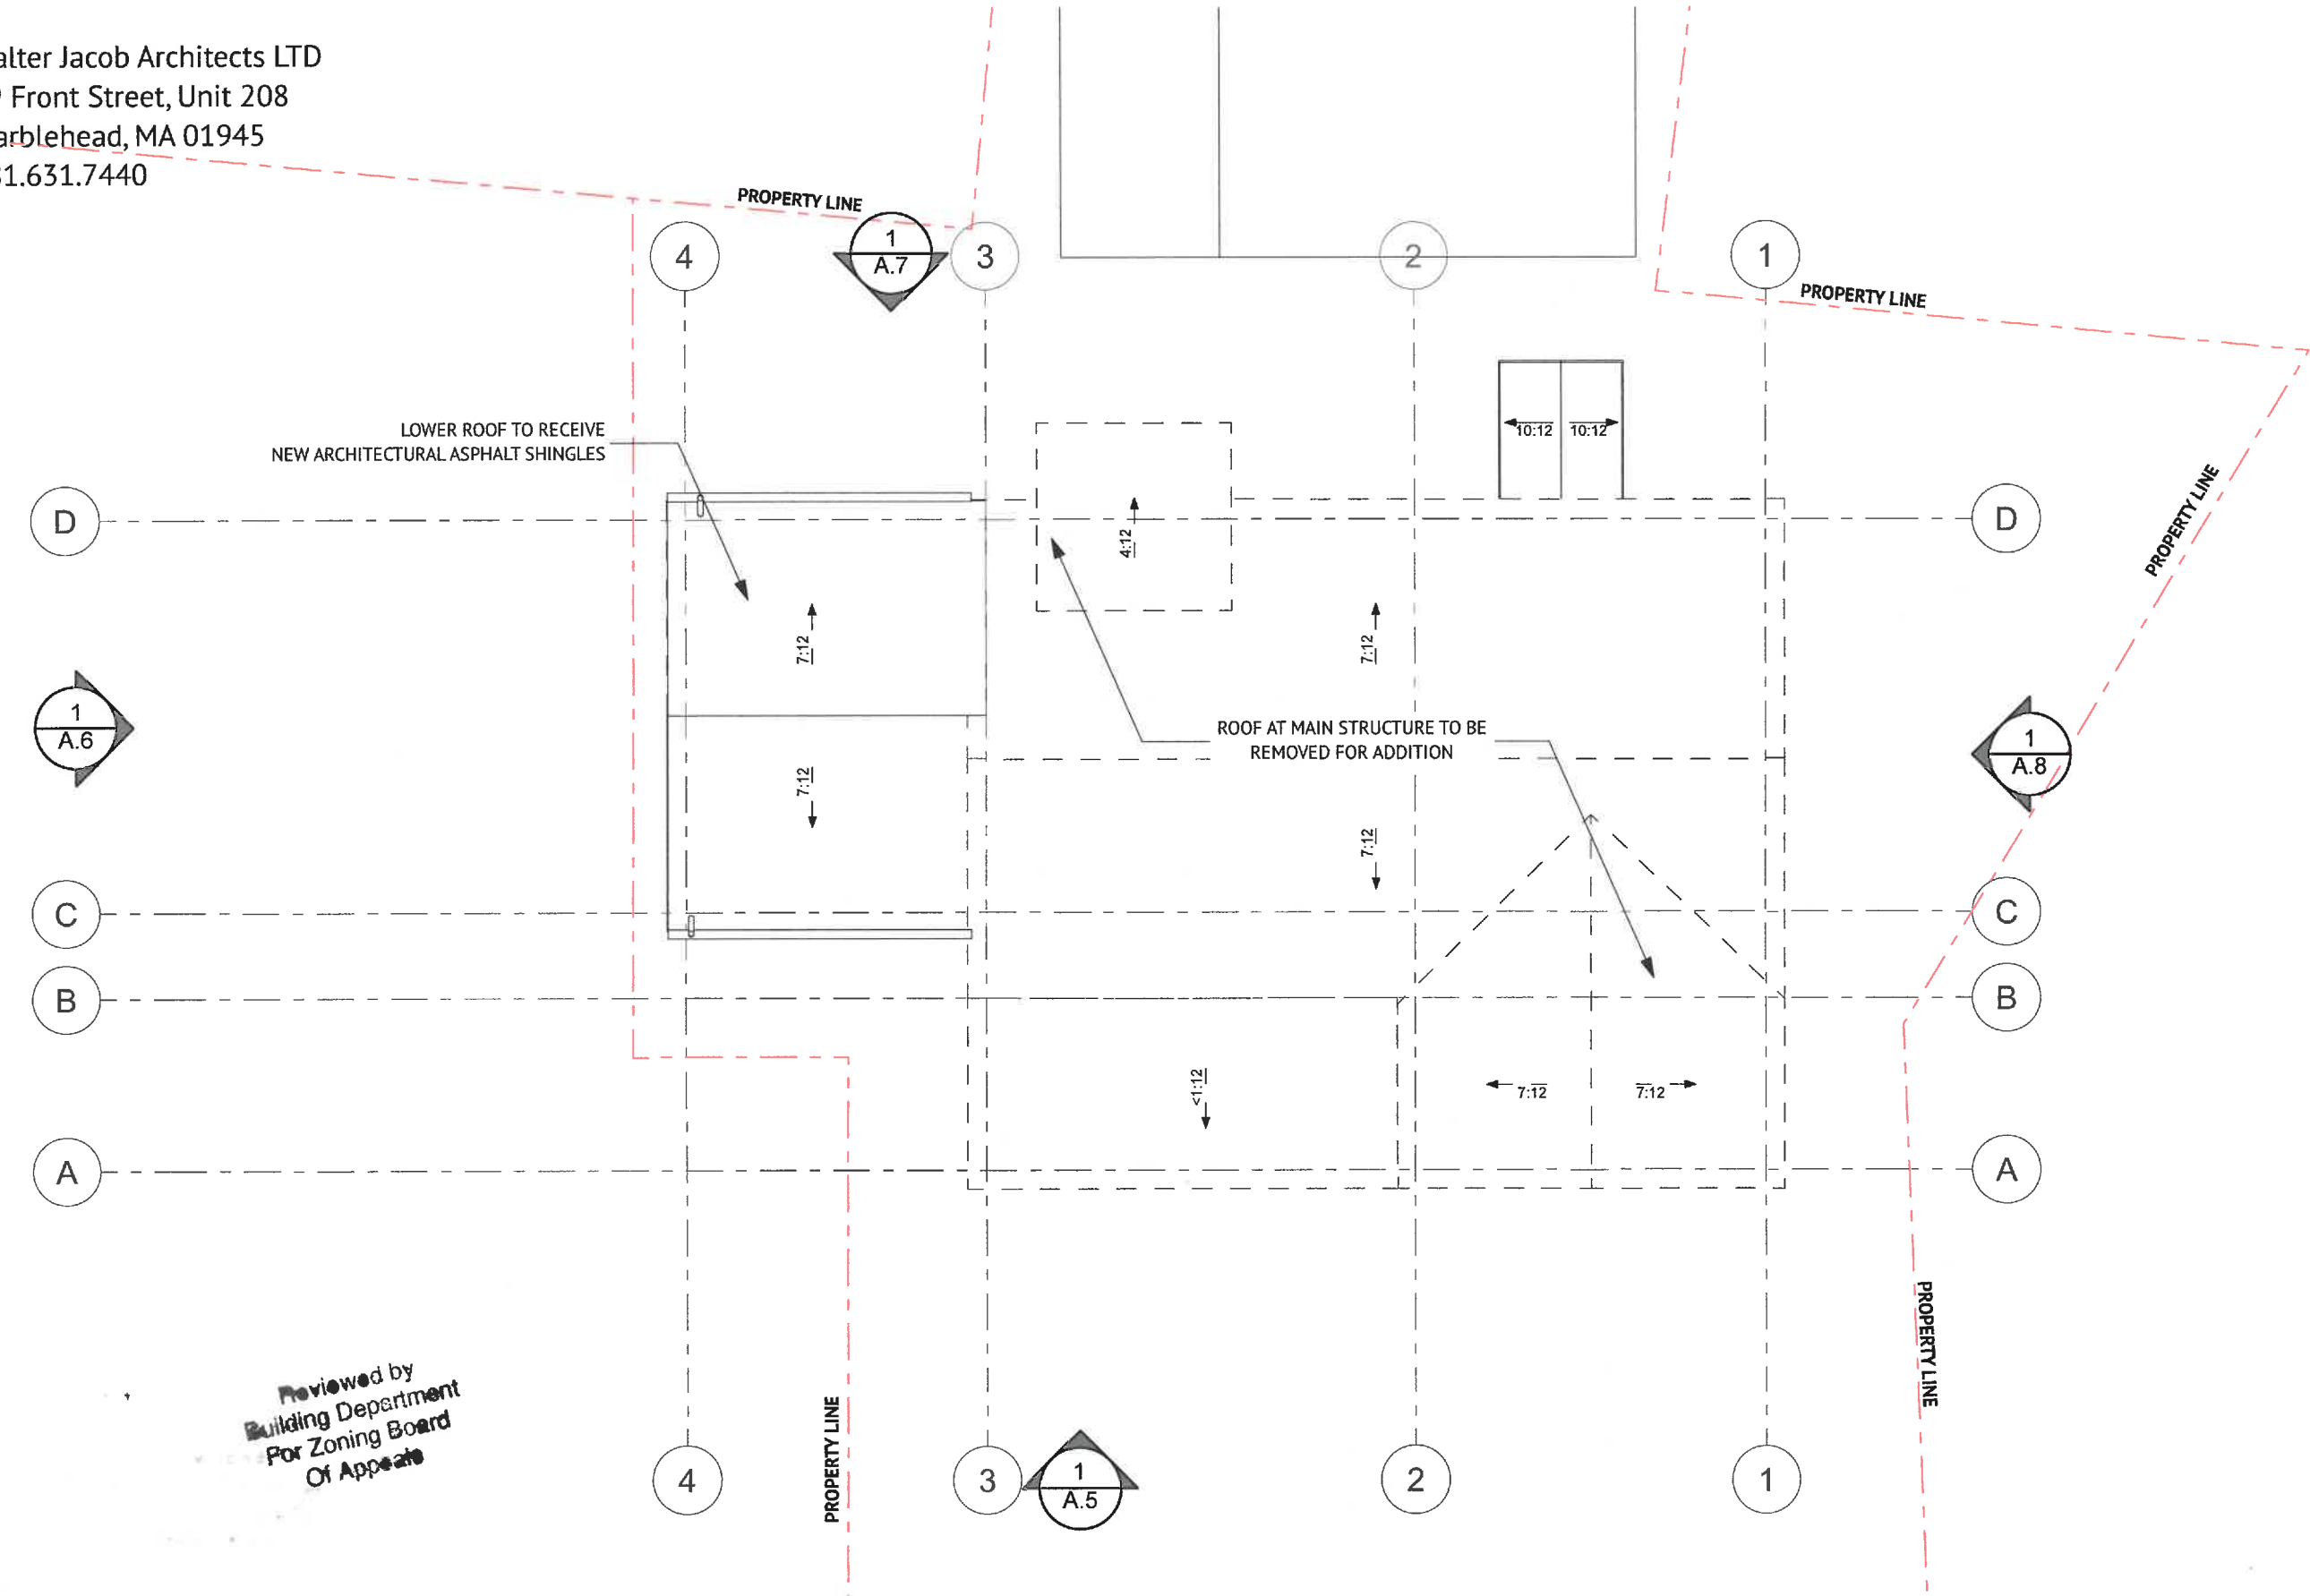 alter Jacob Architects LTD
Front Street, Unit 208
arblehead, MA 01945
31.631.7440
PROPERTY LINE
4
1
A.7
3
2
1
PROPERTY LINE
LOWER ROOF TO RECEIVE
NEW ARCHITECTURAL ASPHALT SHINGLES
10:12
10:12
PROPERTY LINE
D
4:12
D
7:12
7:12
1
A.6
ROOF AT MAIN STRUCTURE TO BE
REMOVED FOR ADDITION
1
A.8
7:12
7:12
C
C
B
B
<1:12
7:12
7:12
A
A
PROPERTY LINE
PROPERTY LINE
Reviewed by
Building Department
For Zoning Board
Of Appeals
4
3
1
A.5
2
1